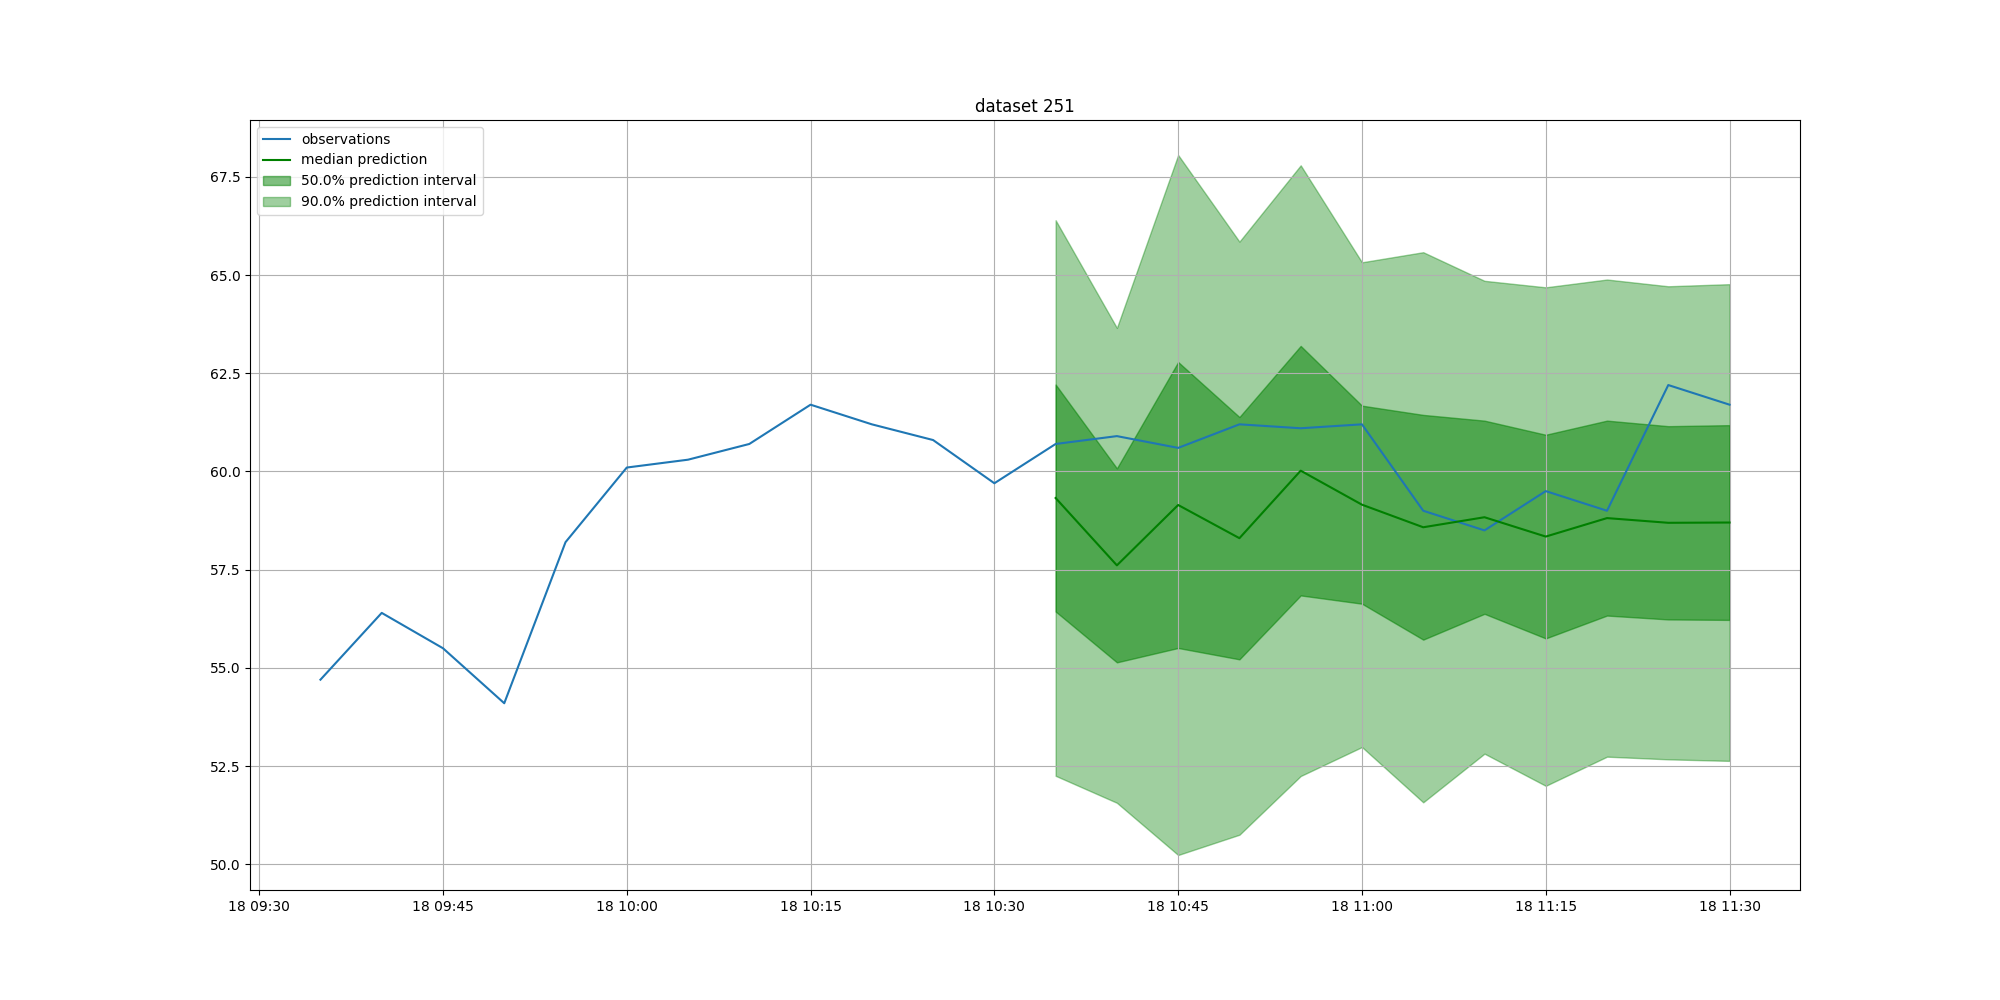 dataset 251
observations
median prediction
50.0% prediction interval
90.0% prediction interval
67.5
65.0
62.5
60.0
57.5
55.0
52.5
50.0
18 09:30 18 09:45 18 10:00 18 10:15 18 10:30 18 10:45 18 11:00 18 11:15 18 11:30